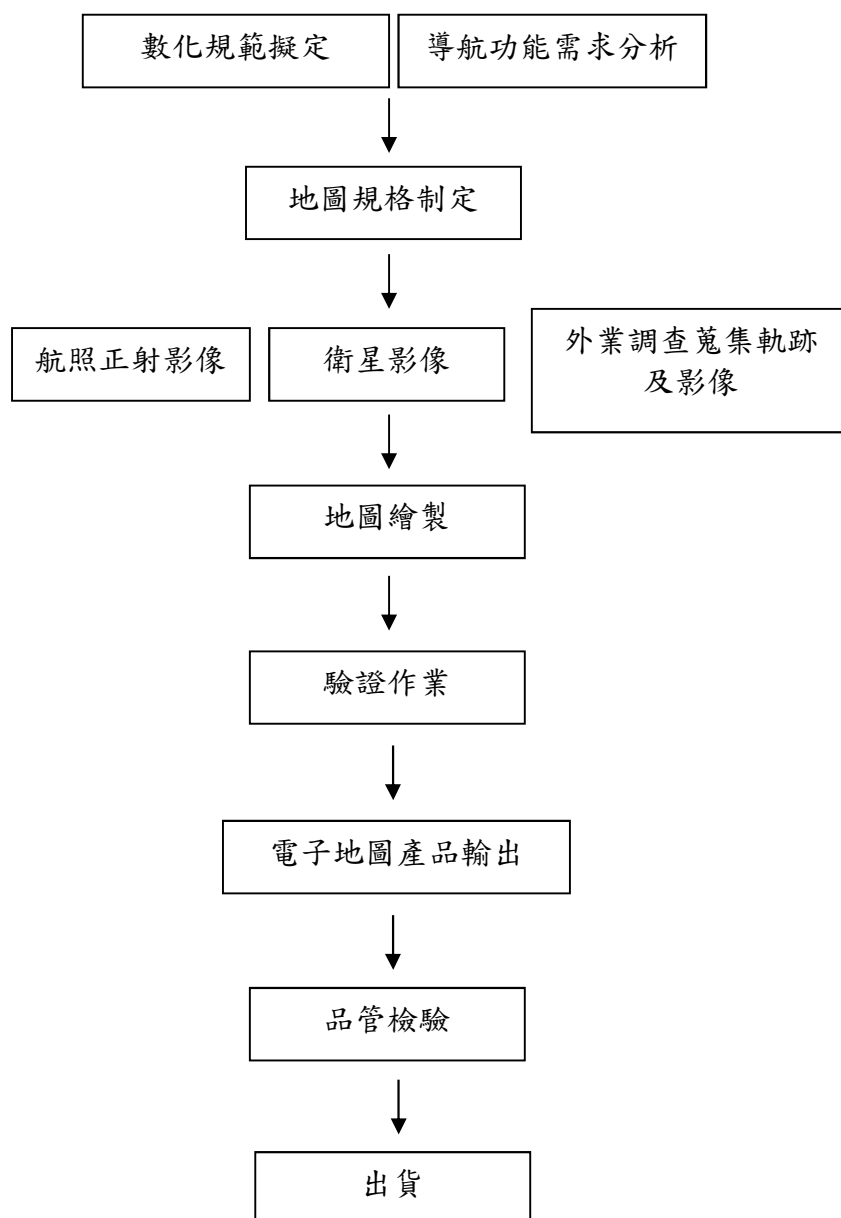 數化規範擬定
導航功能需求分析
地圖規格制定
航照正射影像
衛星影像
外業調查蒐集軌跡
及影像
地圖繪製
驗證作業
電子地圖產品輸出
品管檢驗
出貨